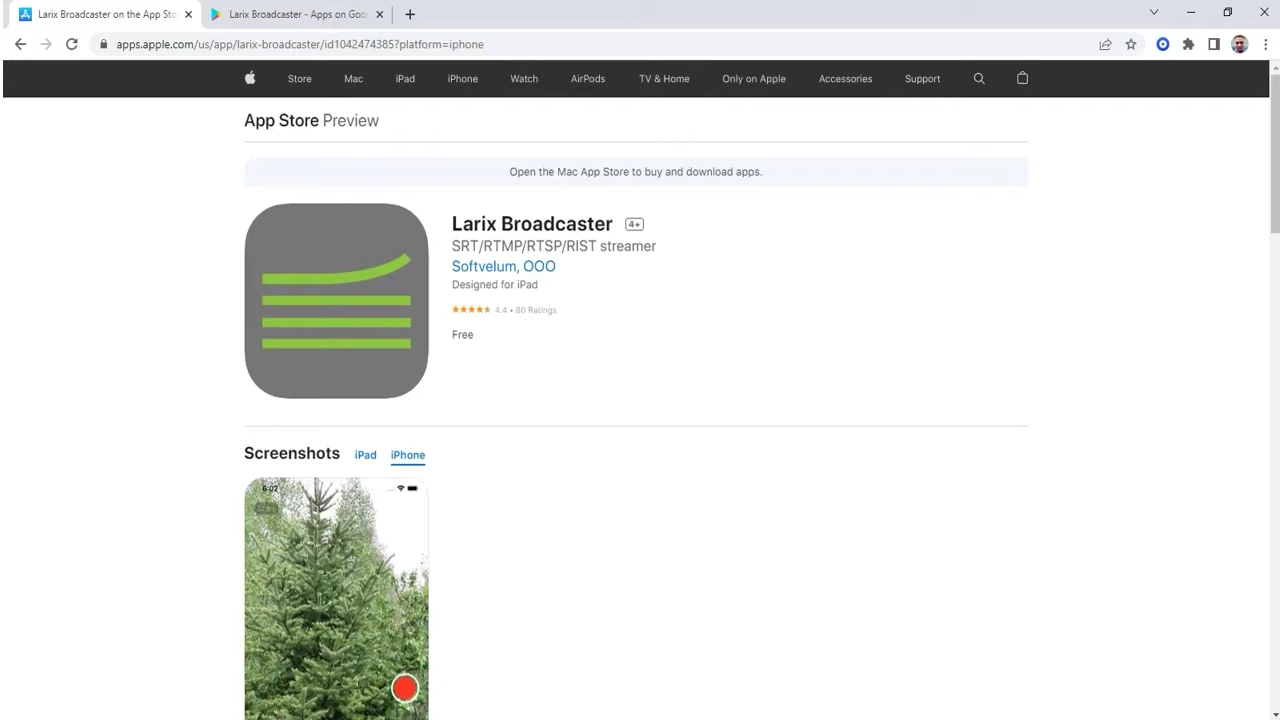 Larix Broadcaster on the App Sto
Larix Broadcaster - Apps on Goo
apps.apple.com/us/app/larix-broadcaster/id1042474385?platform=iphone
Store Mac iPad iPhone Watch AirPods TV & Home Only on Apple Accessories Support
App Store Preview
Open the Mac App Store to buy and download apps.
Larix Broadcaster 4+
SRT/RTMP/RTSP/RIST streamer
Softvelum, OOO
Designed for iPad
4.4 • 80 Ratings
Free
Screenshots iPad iPhone
6:02